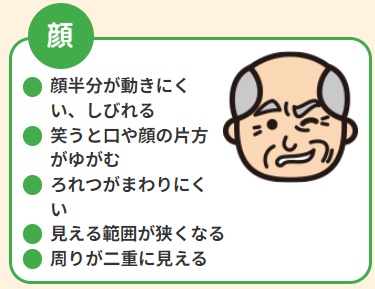 顔
顔半分が動きにく
い、しびれる
笑うと口や顔の片方
がゆがむ
ろれつがまわりにく
い
見える範囲が狭くなる
周りが二重に見える